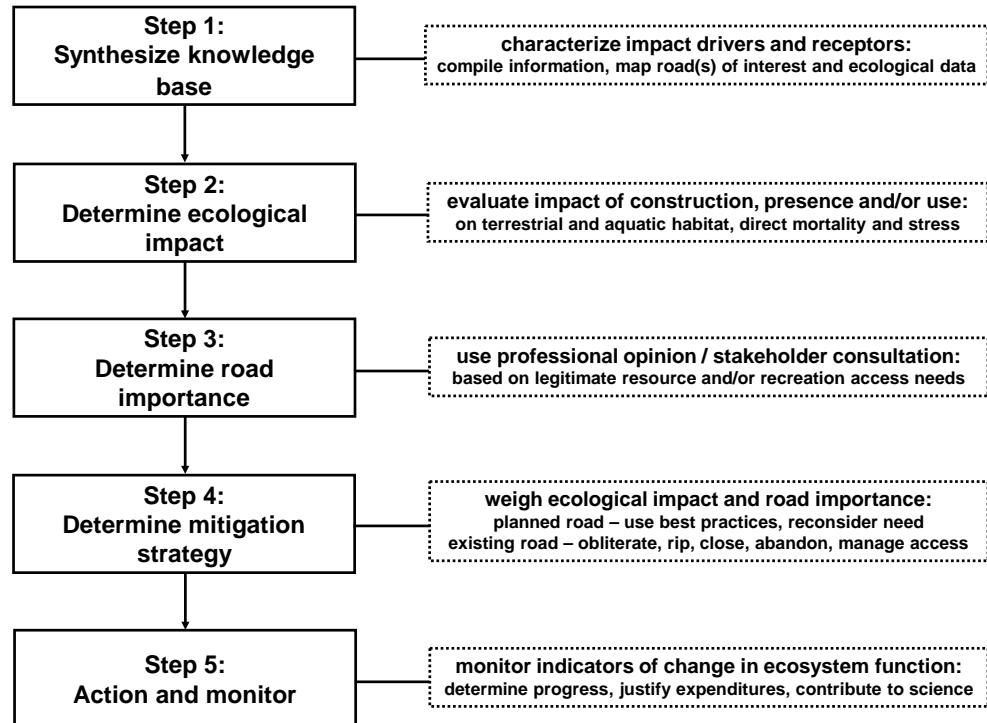 Step 1:
Synthesize knowledge
base
characterize impact drivers and receptors:
compile information, map road(s) of interest and ecological data
Step 2:
Determine ecological
impact
evaluate impact of construction, presence and/or use:
on terrestrial and aquatic habitat, direct mortality and stress
Step 3:
Determine road
importance
use professional opinion / stakeholder consultation:
based on legitimate resource and/or recreation access needs
Step 4:
Determine mitigation
strategy
weigh ecological impact and road importance:
planned road – use best practices, reconsider need
existing road – obliterate, rip, close, abandon, manage access
Step 5:
Action and monitor
monitor indicators of change in ecosystem function:
determine progress, justify expenditures, contribute to science